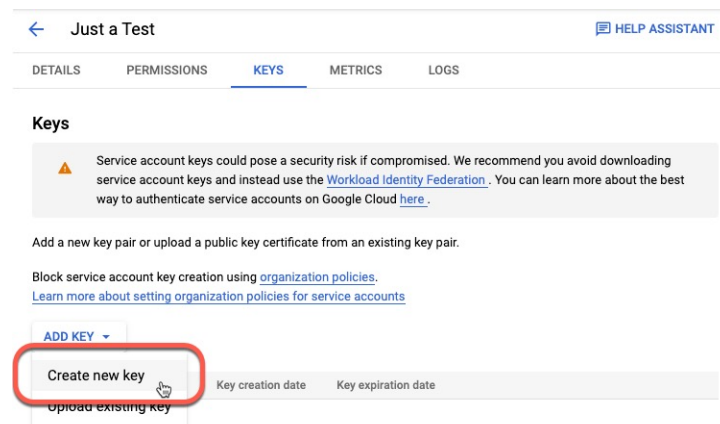 Just a Test
HELP ASSISTANT
DETAILS PERMISSIONS KEYS METRICS LOGS
Keys
Service account keys could pose a security risk if compromised. We recommend you avoid downloading
service account keys and instead use the Workload Identity Federation . You can learn more about the best
way to authenticate service accounts on Google Cloud here .
Add a new key pair or upload a public key certificate from an existing key pair.
Block service account key creation using organization policies.
Learn more about setting organization policies for service accounts
ADD KEY
Create new key
Key creation date Key expiration date
Upload existing key